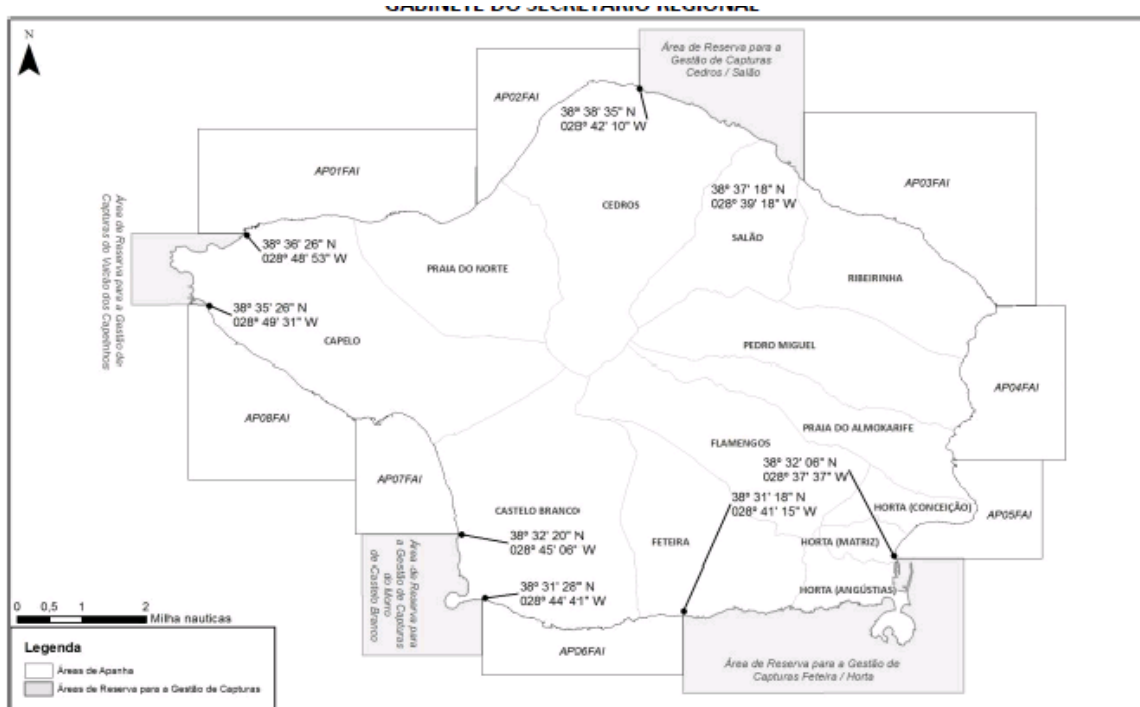 GABINETE DO SECRETÁRIO REGIONAL
N
Área de Reserva para a
Gestão de Capturas
Cedros / Salão
AP02FAI
38º 38' 35" N
028º 42' 10" W
AP01FAI
AP03FAI
38º 37' 18" N
028º 39' 18" W
CEDROS
SALÃO
Área de Reserva para a Gestão de
Capturas do Vulcão dos Capelinhos
38º 36' 26" N
028º 48' 53" W
PRAIA DO NORTE
RIBEIRINHA
38º 35' 26" N
028º 49' 31" W
CAPELO
PEDRO MIGUEL
AP04FAI
AP08FAI
PRAIA DO ALMOXARIFE
FLAMENGOS
38º 32' 06" N
028º 37' 37" W
AP07FAI
38º 31' 18" N
028º 41' 15" W
CASTELO BRANCO
HORTA (CONCEIÇÃO)
AP05FAI
38º 32' 20" N
028º 45' 06" W
FETEIRA
HORTA (MATRIZ)
Área de Reserva para
a Gestão de Capturas
do Morro
de Castelo Branco
38º 31' 28" N
028º 44' 41" W
HORTA (ANGÚSTIAS)
0 0,5 1 2
Milha nauticas
AP06FAI
Área de Reserva para a Gestão de
Capturas Feteira / Horta
Legenda
Áreas de Apanha
Áreas de Reserva para a Gestão de Capturas